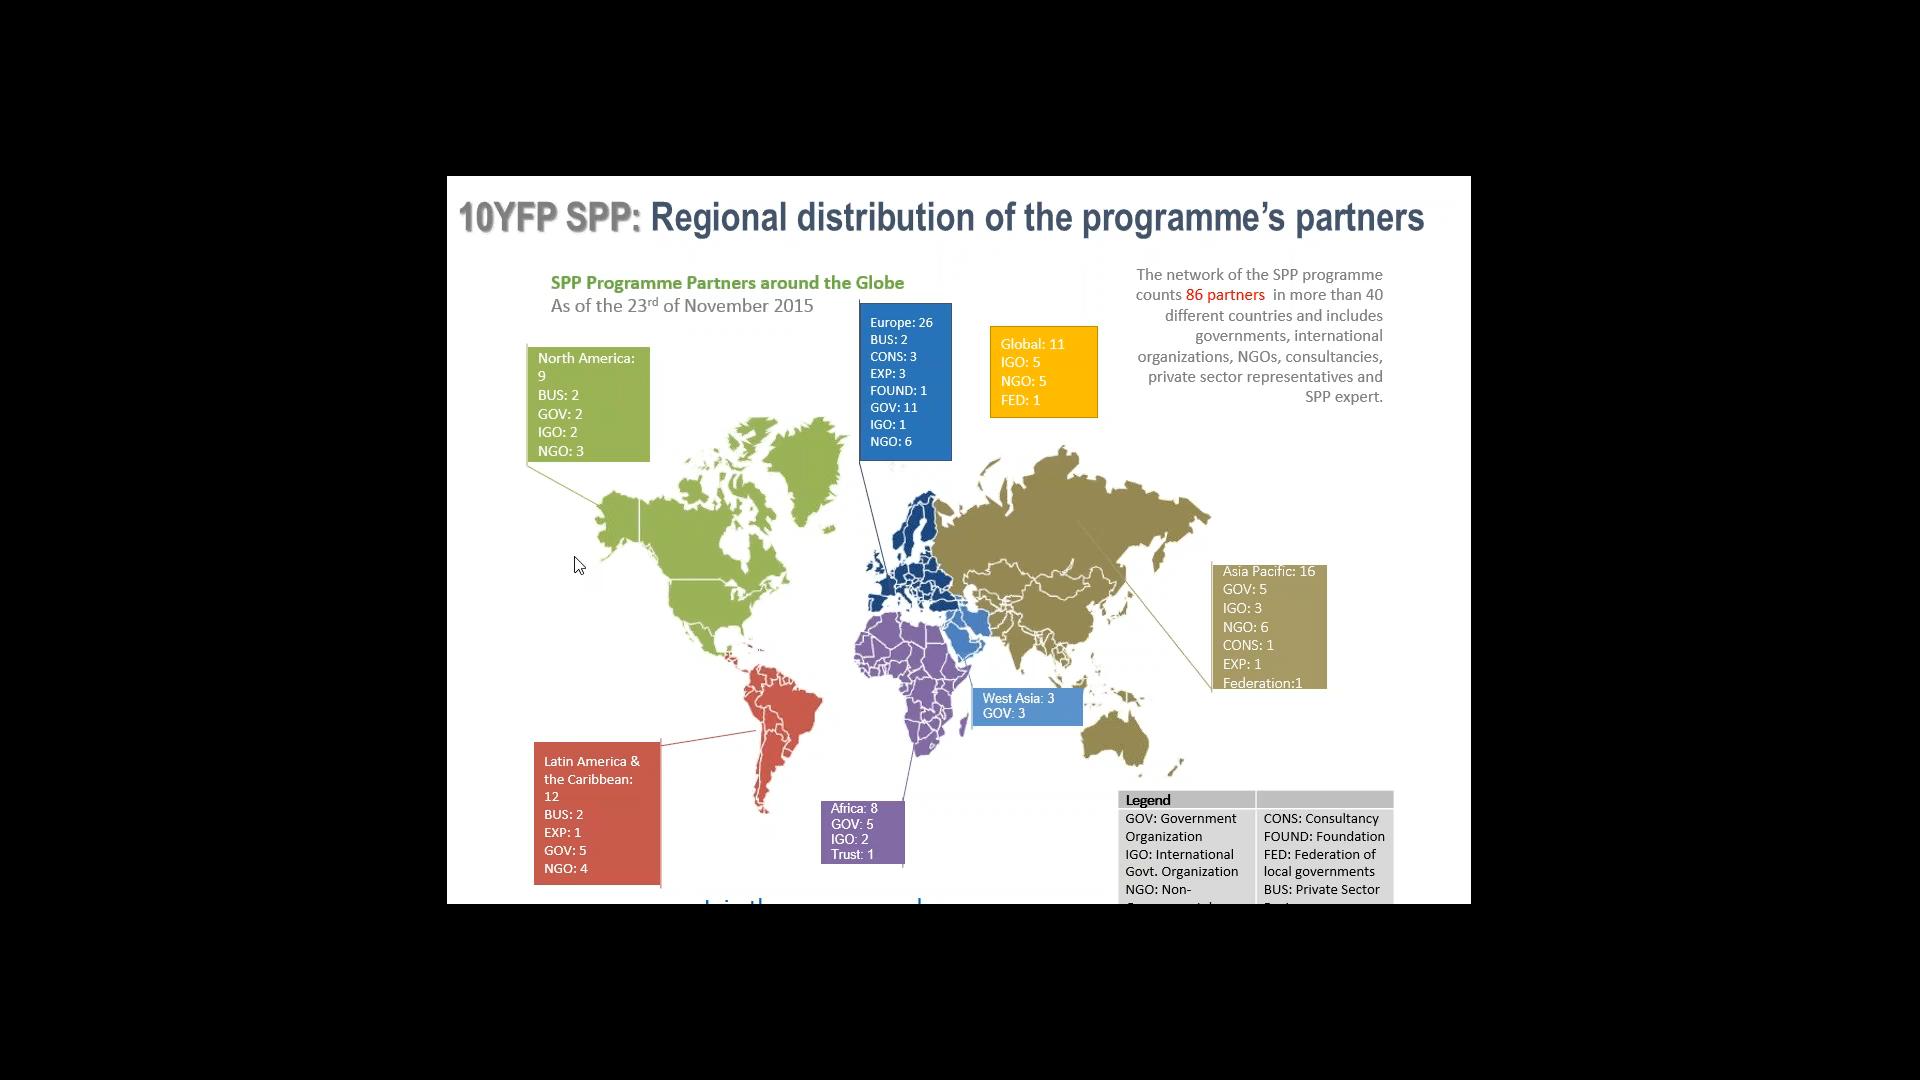 10YFP SPP: Regional distribution of the programme’s partners
SPP Programme Partners around the Globe
As of the 23rd of November 2015
The network of the SPP programme
counts 86 partners in more than 40
different countries and includes
governments, international
organizations, NGOs, consultancies,
private sector representatives and
SPP expert.
North America:
9
BUS: 2
GOV: 2
IGO: 2
NGO: 3
Europe: 26
BUS: 2
CONS: 3
EXP: 3
FOUND: 1
GOV: 11
IGO: 1
NGO: 6
Global: 11
IGO: 5
NGO: 5
FED: 1
Asia Pacific: 16
GOV: 5
IGO: 3
NGO: 6
CONS: 1
EXP: 1
Federation:1
West Asia: 3
GOV: 3
Latin America &
the Caribbean:
12
BUS: 2
EXP: 1
GOV: 5
NGO: 4
Africa: 8
GOV: 5
IGO: 2
Trust: 1
Legend
GOV: Government
Organization
IGO: International
Govt. Organization
NGO: Non-
CONS: Consultancy
FOUND: Foundation
FED: Federation of
local governments
BUS: Private Sector